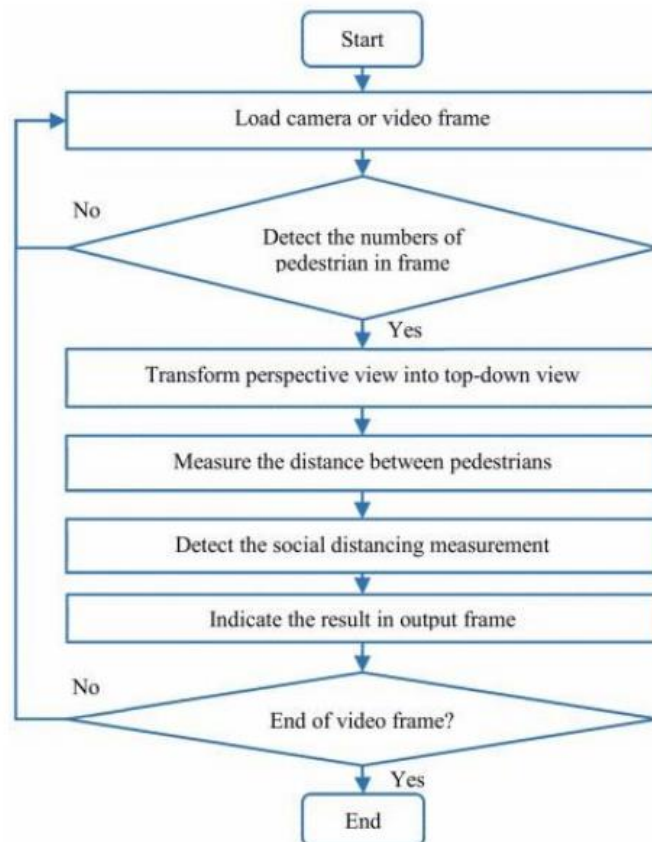 Start
Load camera or video frame
No
Detect the numbers of
pedestrian in frame
Yes
Transform perspective view into top-down view
Measure the distance between pedestrians
Detect the social distancing measurement
Indicate the result in output frame
No
End of video frame?
Yes
End